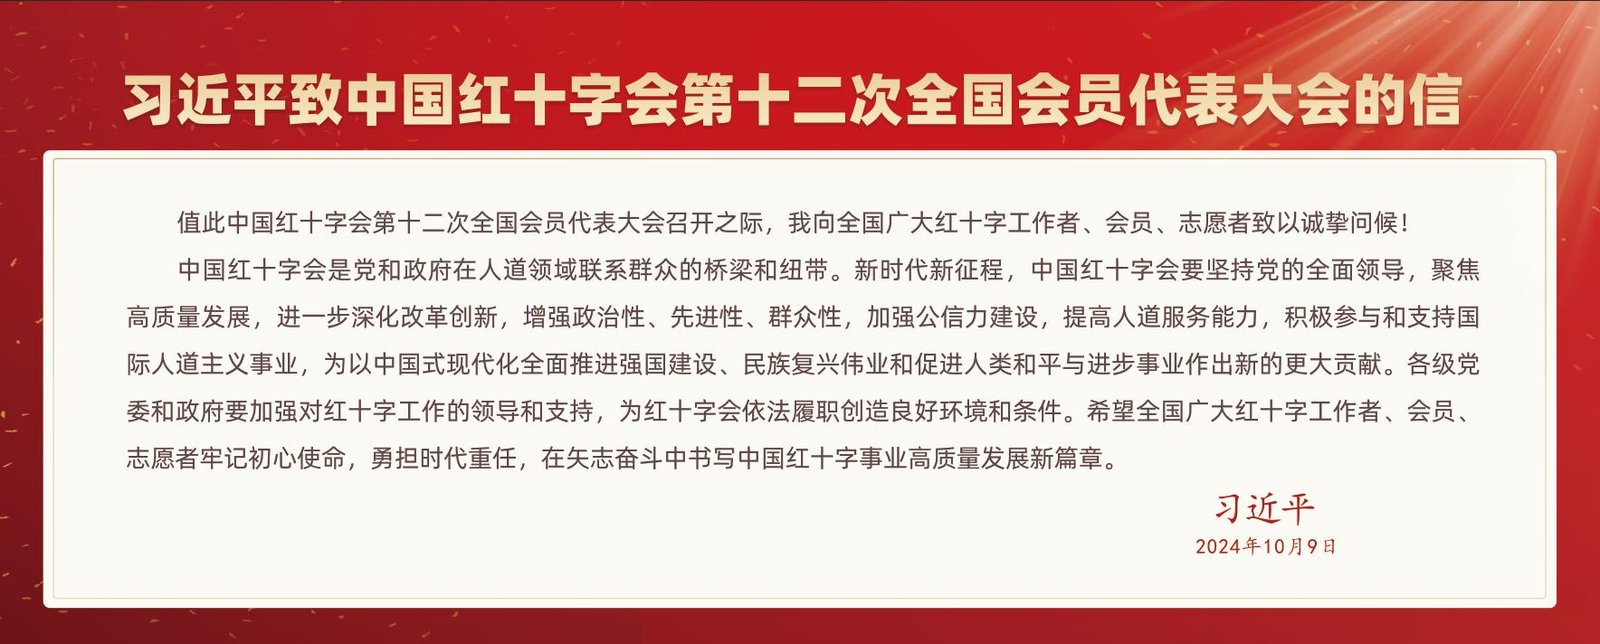 习近平致中国红十字会第十二次全国会员代表大会的信
值此中国红十字会第十二次全国会员代表大会召开之际，我向全国广大红十字工作者、会员、志愿者致以诚挚问候！
中国红十字会是党和政府在人道领域联系群众的桥梁和纽带。新时代新征程，中国红十字会要坚持党的全面领导，聚焦
高质量发展，进一步深化改革创新，增强政治性、先进性、群众性，加强公信力建设，提高人道服务能力，积极参与和支持国
际人道主义事业，为以中国式现代化全面推进强国建设、民族复兴伟业和促进人类和平与进步事业作出新的更大贡献。各级党
委和政府要加强对红十字工作的领导和支持，为红十字会依法履职创造良好环境和条件。希望全国广大红十字工作者、会员、
志愿者牢记初心使命，勇担时代重任，在矢志奋斗中书写中国红十字事业高质量发展新篇章。
习近平
2024年10月9日